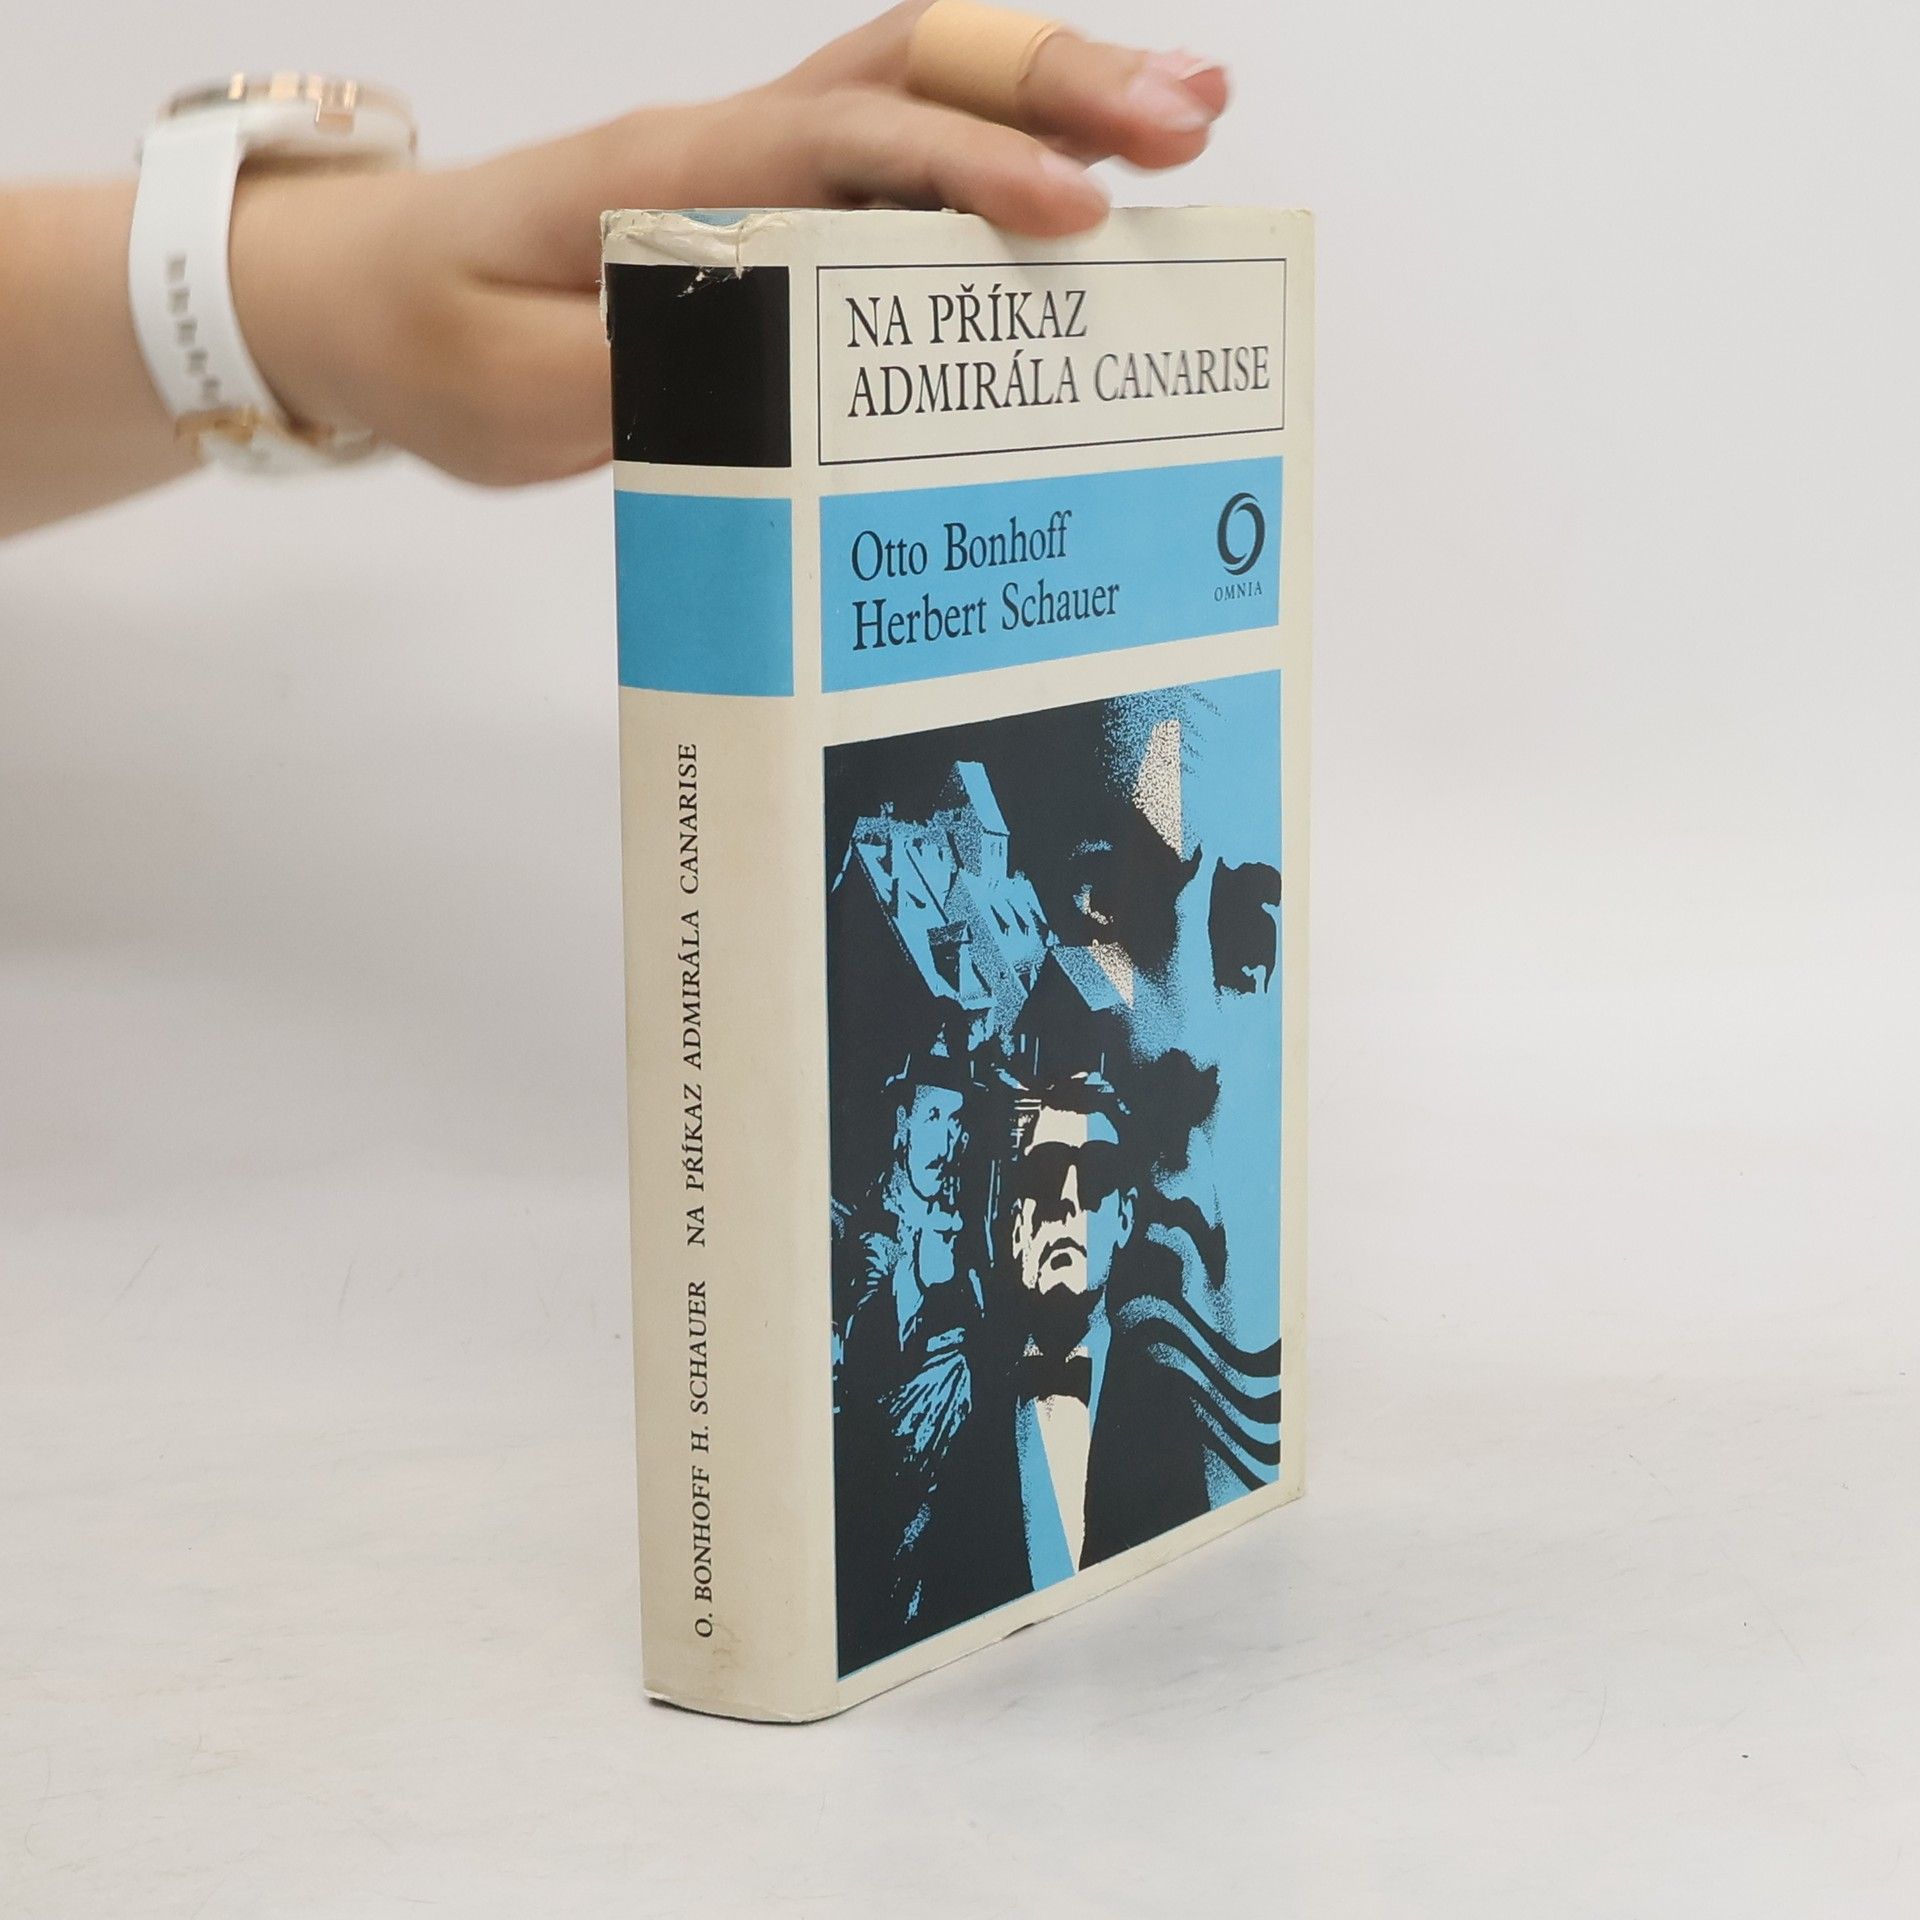 NA PŘÍKAZ
ADMIRÁLA CANARISE
Otto Bonhoff
Herbert Schauer
OMNIA
O. BONHOFF H. SCHAUER NA PŘÍKAZ ADMIRÁLA CANARISE